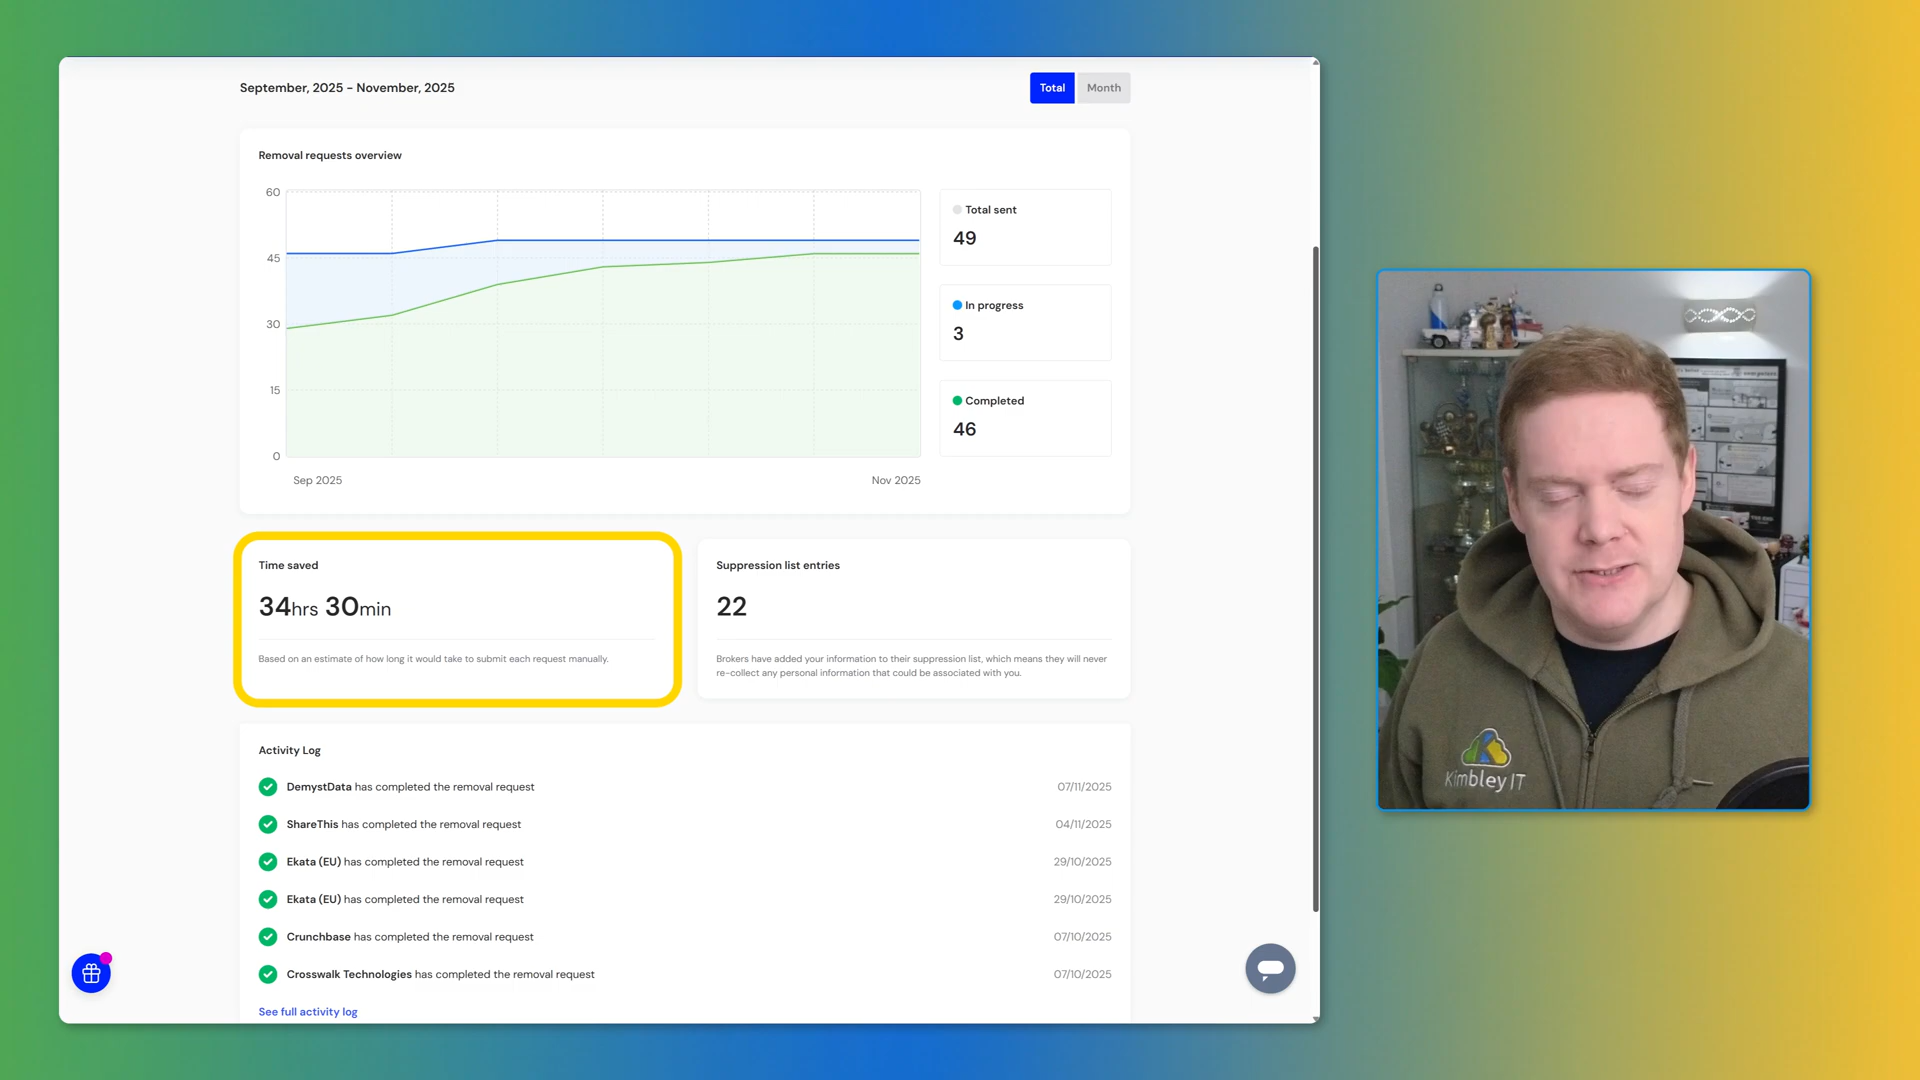 September, 2025 - November, 2025
Total
Month
Removal requests overview
60
45
30
15
0
Sep 2025
Nov 2025
Total sent
49
In progress
3
Completed
46
Time saved
34hrs 30min
Based on an estimate of how long it would take to submit each request manually.
Suppression list entries
22
Brokers have added your information to their suppression list, which means they will never
re-collect any personal information that could be associated with you.
Activity Log
DemystData has completed the removal request
07/11/2025
ShareThis has completed the removal request
04/11/2025
Ekata (EU) has completed the removal request
29/10/2025
Ekata (EU) has completed the removal request
29/10/2025
Crunchbase has completed the removal request
07/10/2025
Crosswalk Technologies has completed the removal request
07/10/2025
See full activity log
Kimbley IT